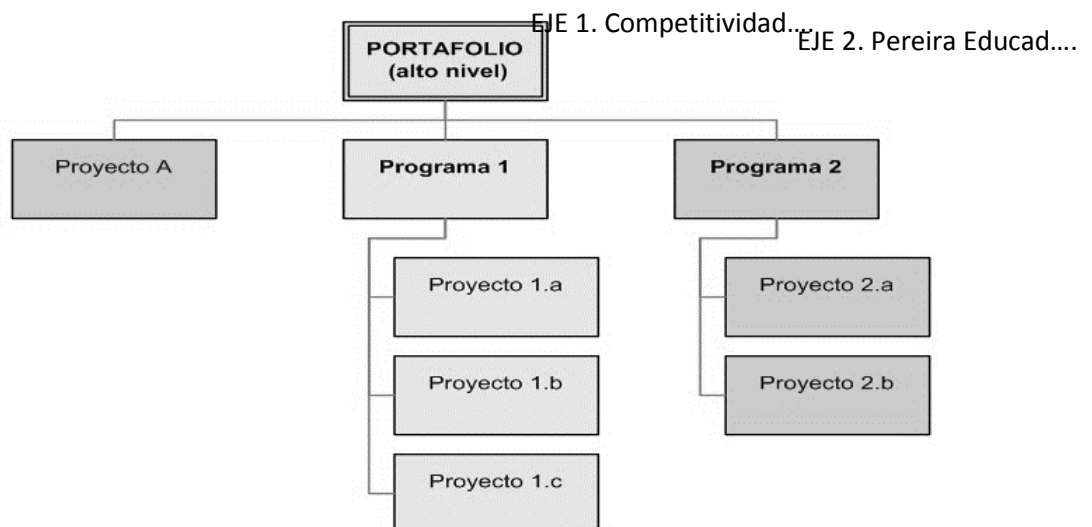 EJE 1. Competitividad....
EJE 2. Pereira Educad....
PORTAFOLIO
(alto nivel)
Proyecto A
Programa 1
Programa 2
Proyecto 1.a
Proyecto 2.a
Proyecto 1.b
Proyecto 2.b
Proyecto 1.c